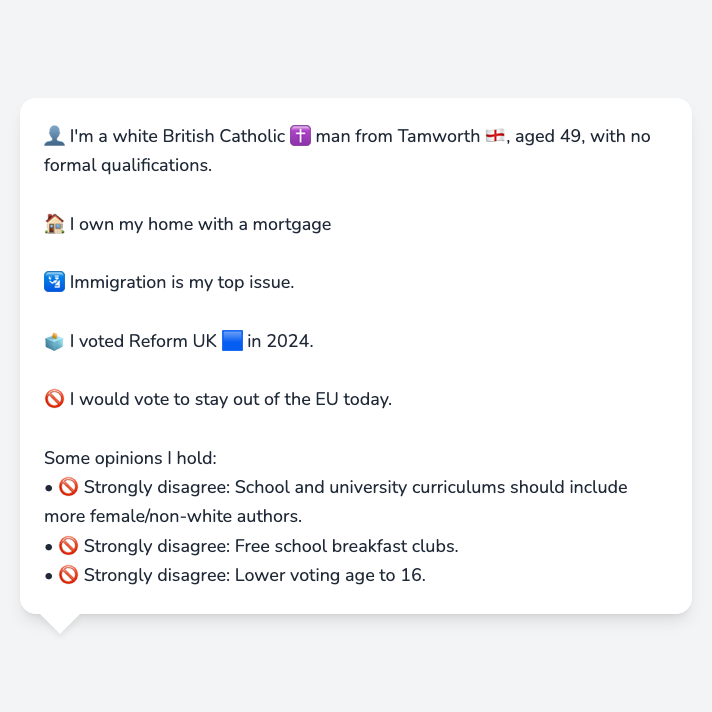 👤 I'm a white British Catholic ✝️ man from Tamworth 🏴󠁧󠁢󠁥󠁮󠁧󠁿, aged 49, with no
formal qualifications.
🏠 I own my home with a mortgage
🛂 Immigration is my top issue.
🗳️ I voted Reform UK 🟦 in 2024.
🚫 I would vote to stay out of the EU today.
Some opinions I hold:
• 🚫 Strongly disagree: School and university curriculums should include
more female/non-white authors.
• 🚫 Strongly disagree: Free school breakfast clubs.
• 🚫 Strongly disagree: Lower voting age to 16.